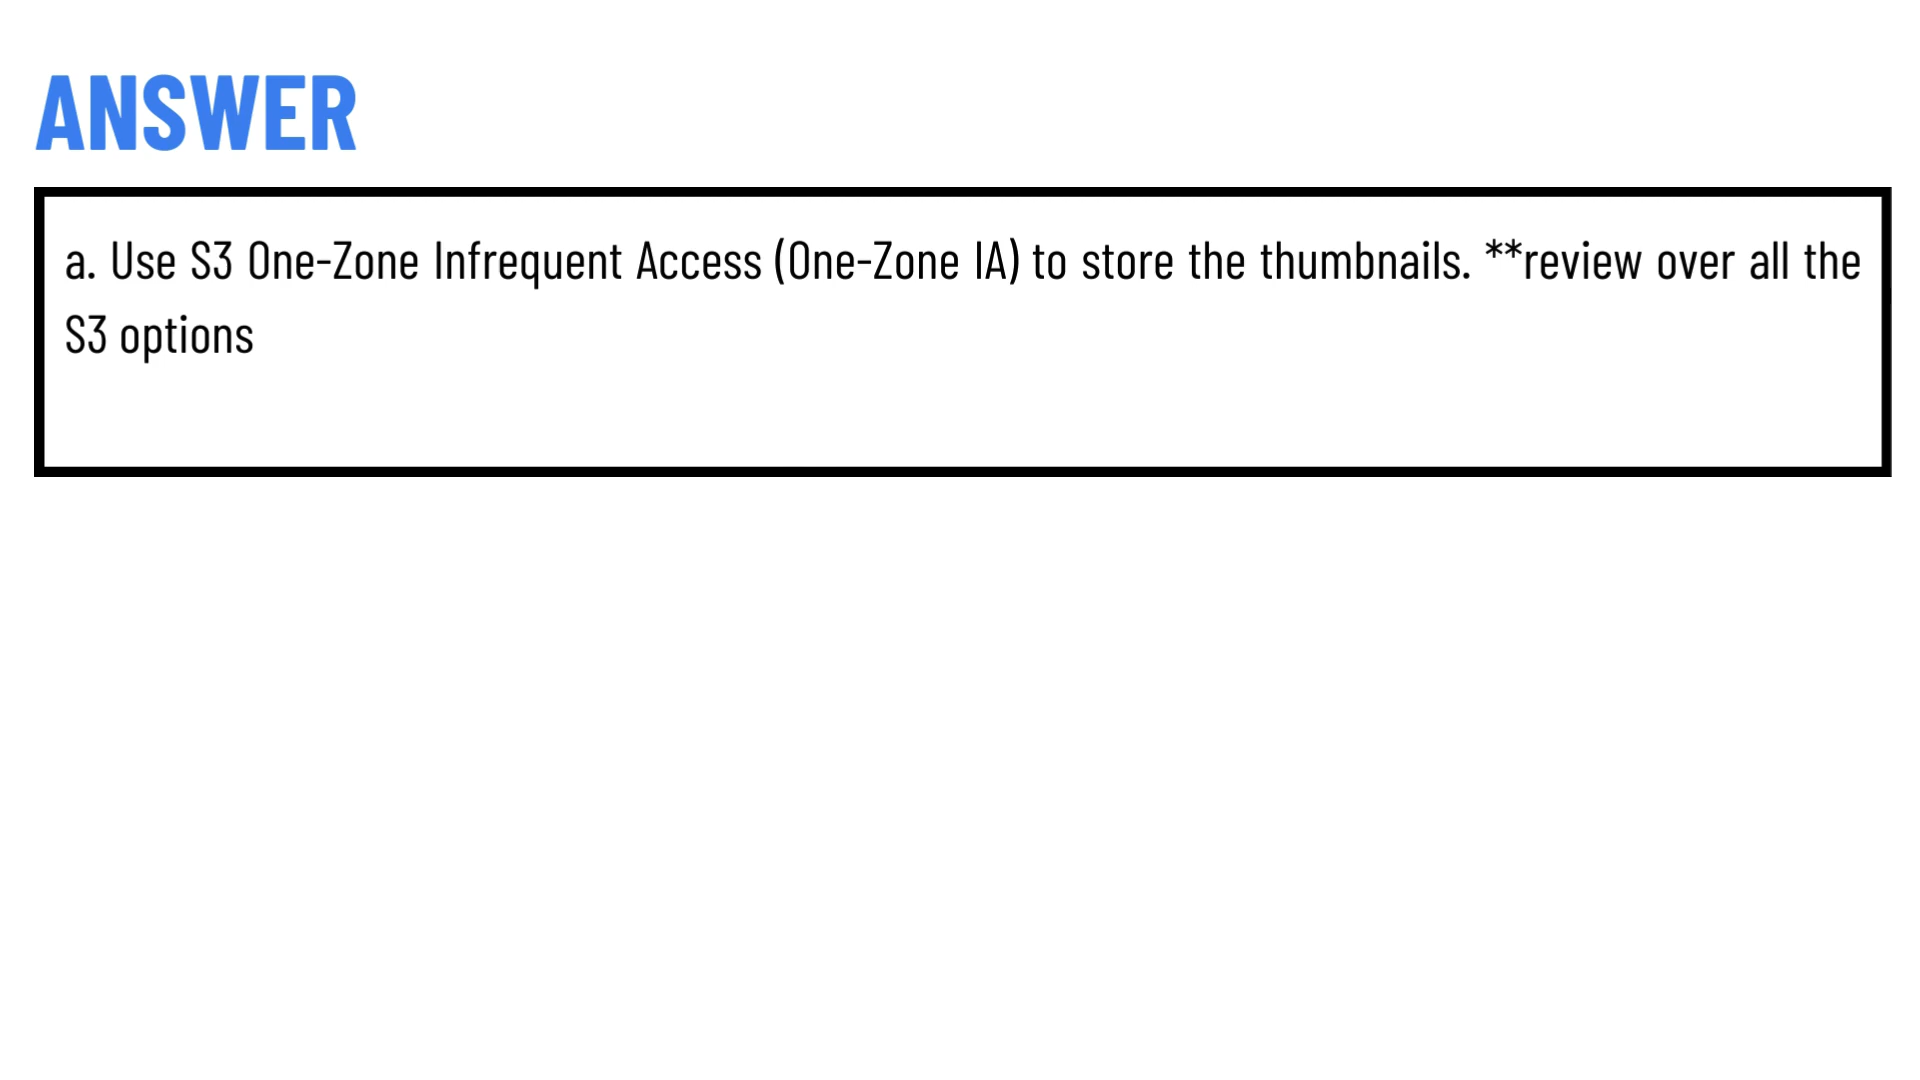 ANSWER
a. Use S3 One-Zone Infrequent Access (One-Zone IA) to store the thumbnails. **review over all the
S3 options